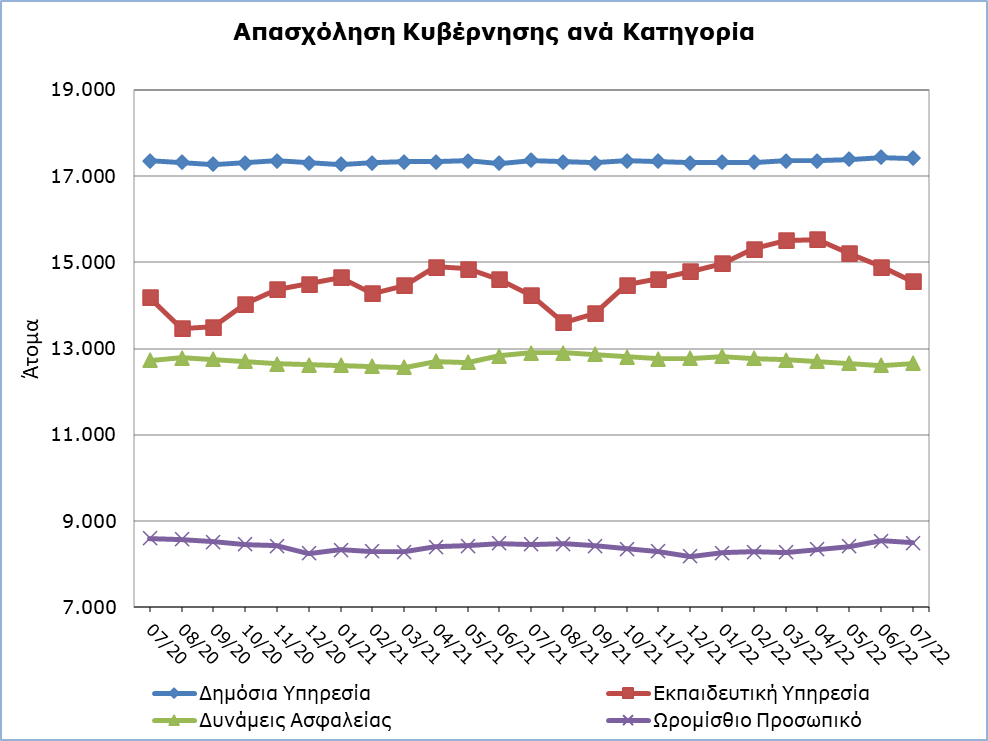 Απασχόληση Κυβέρνησης ανά Κατηγορία
Άτομα
19.000
17.000
15.000
13.000
11.000
9.000
7.000
07/20 08/20 09/20 10/20 11/20 12/20 01/21 02/21 03/21 04/21 05/21 06/21 07/21 08/21 09/21 10/21 11/21 12/21 01/22 02/22 03/22 04/22 05/22 06/22 07/22
Δημόσια Υπηρεσία Εκπαιδευτική Υπηρεσία
Δυνάμεις Ασφαλείας Ωρομίσθιο Προσωπικό